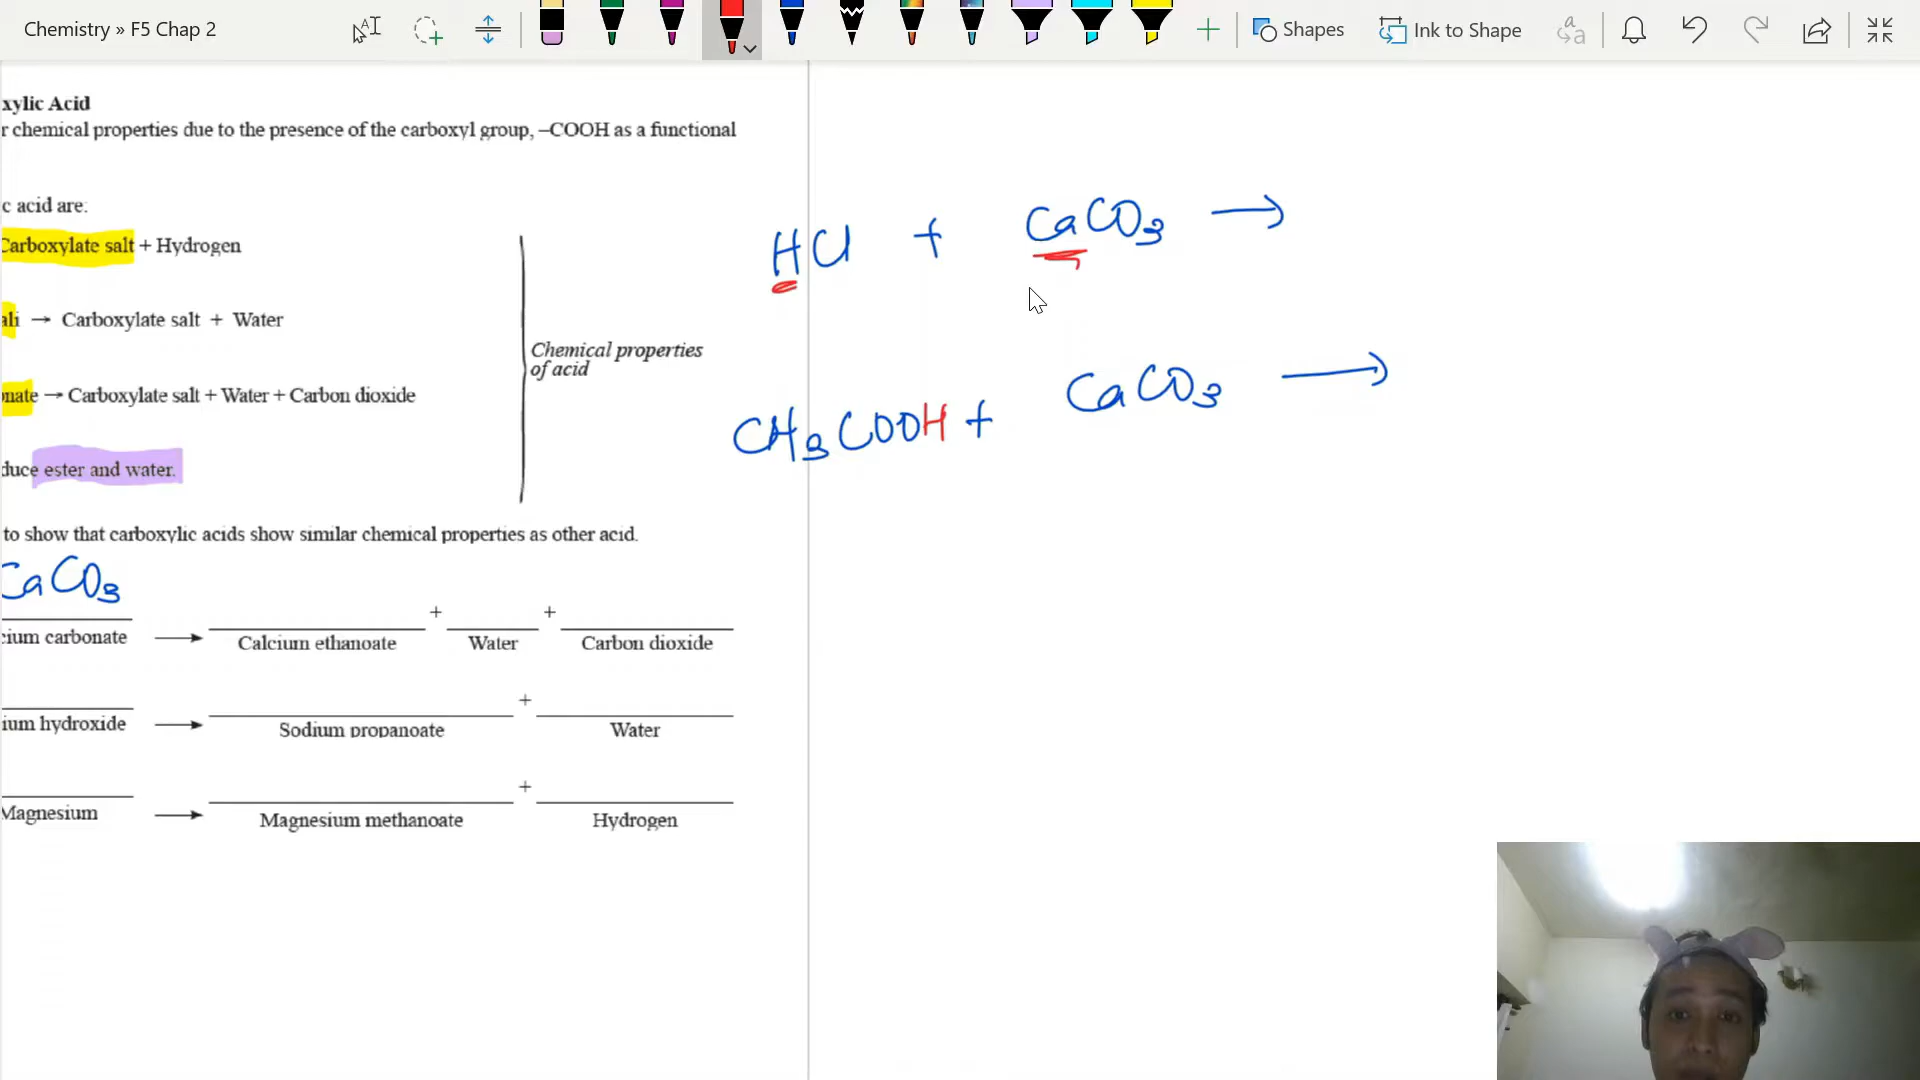 Chemistry » F5 Chap 2
Shapes
Ink to Shape
xylic Acid
r chemical properties due to the presence of the carboxyl group, –COOH as a functional
c acid are:
Carboxylate salt + Hydrogen
ali → Carboxylate salt + Water
nate → Carboxylate salt + Water + Carbon dioxide
duce ester and water.
Chemical properties
of acid
to show that carboxylic acids show similar chemical properties as other acid.
CaCO3
+ +
cium carbonate → Calcium ethanoate Water Carbon dioxide
+
ium hydroxide → Sodium propanoate Water
+
Magnesium → Magnesium methanoate Hydrogen
HCl + CaCO3 →
CH3COOH + CaCO3 →